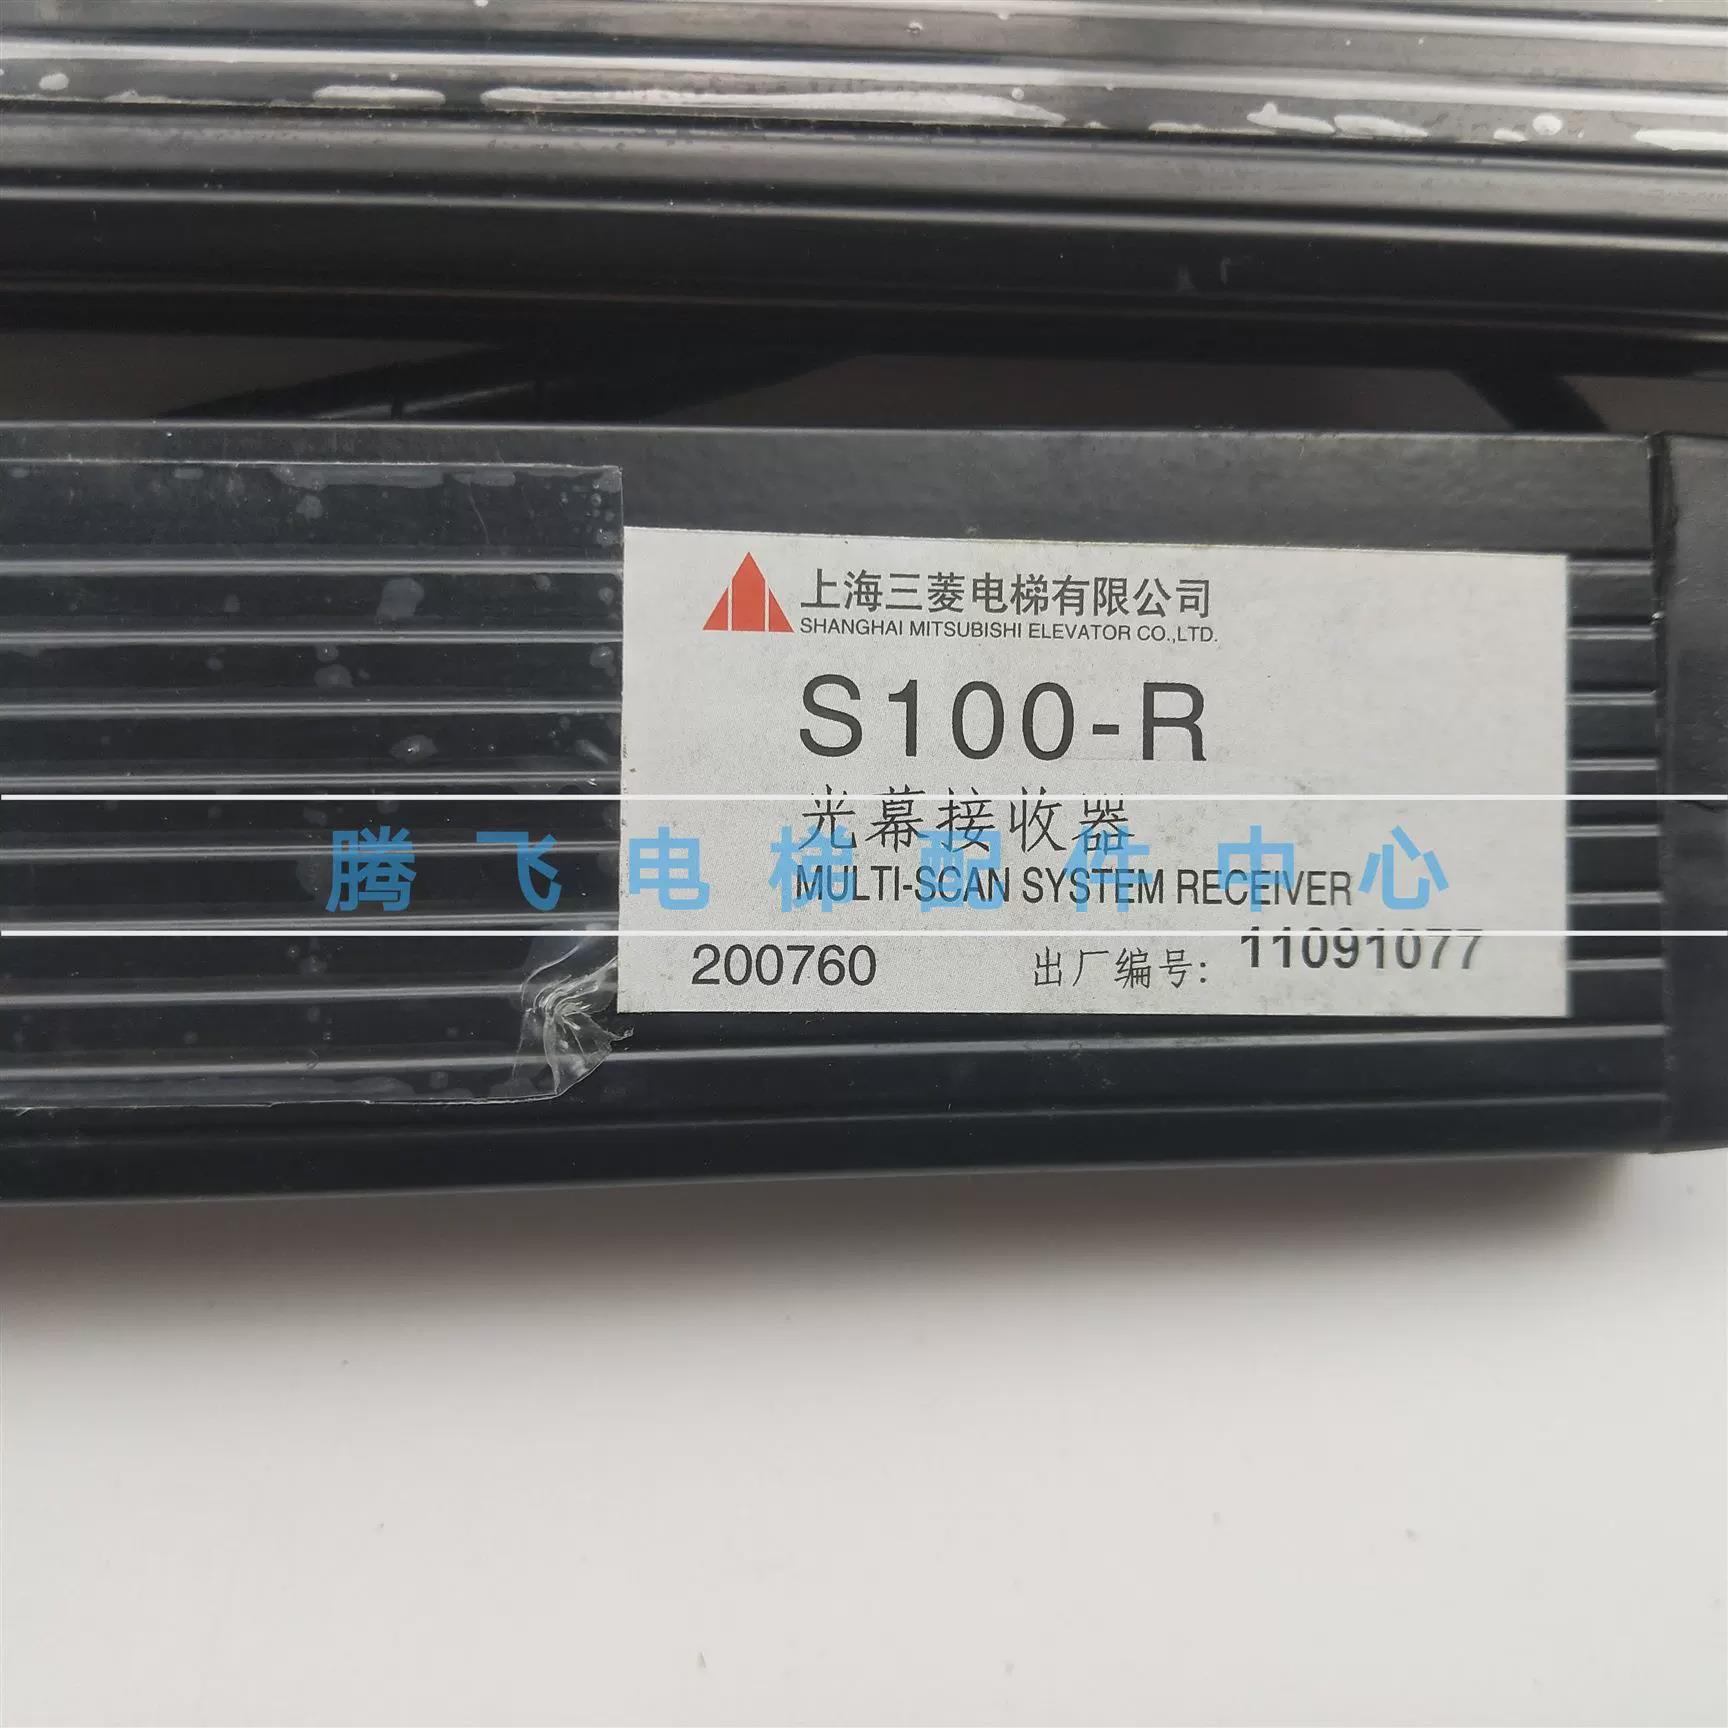 上海三菱电梯有限公司
SHANGHAI MITSUBISHI ELEVATOR CO.,LTD.
S100-R
光幕接收器
腾飞电梯配件中心
MULTI-SCAN SYSTEM RECEIVER
200760 出厂编号: 11091077